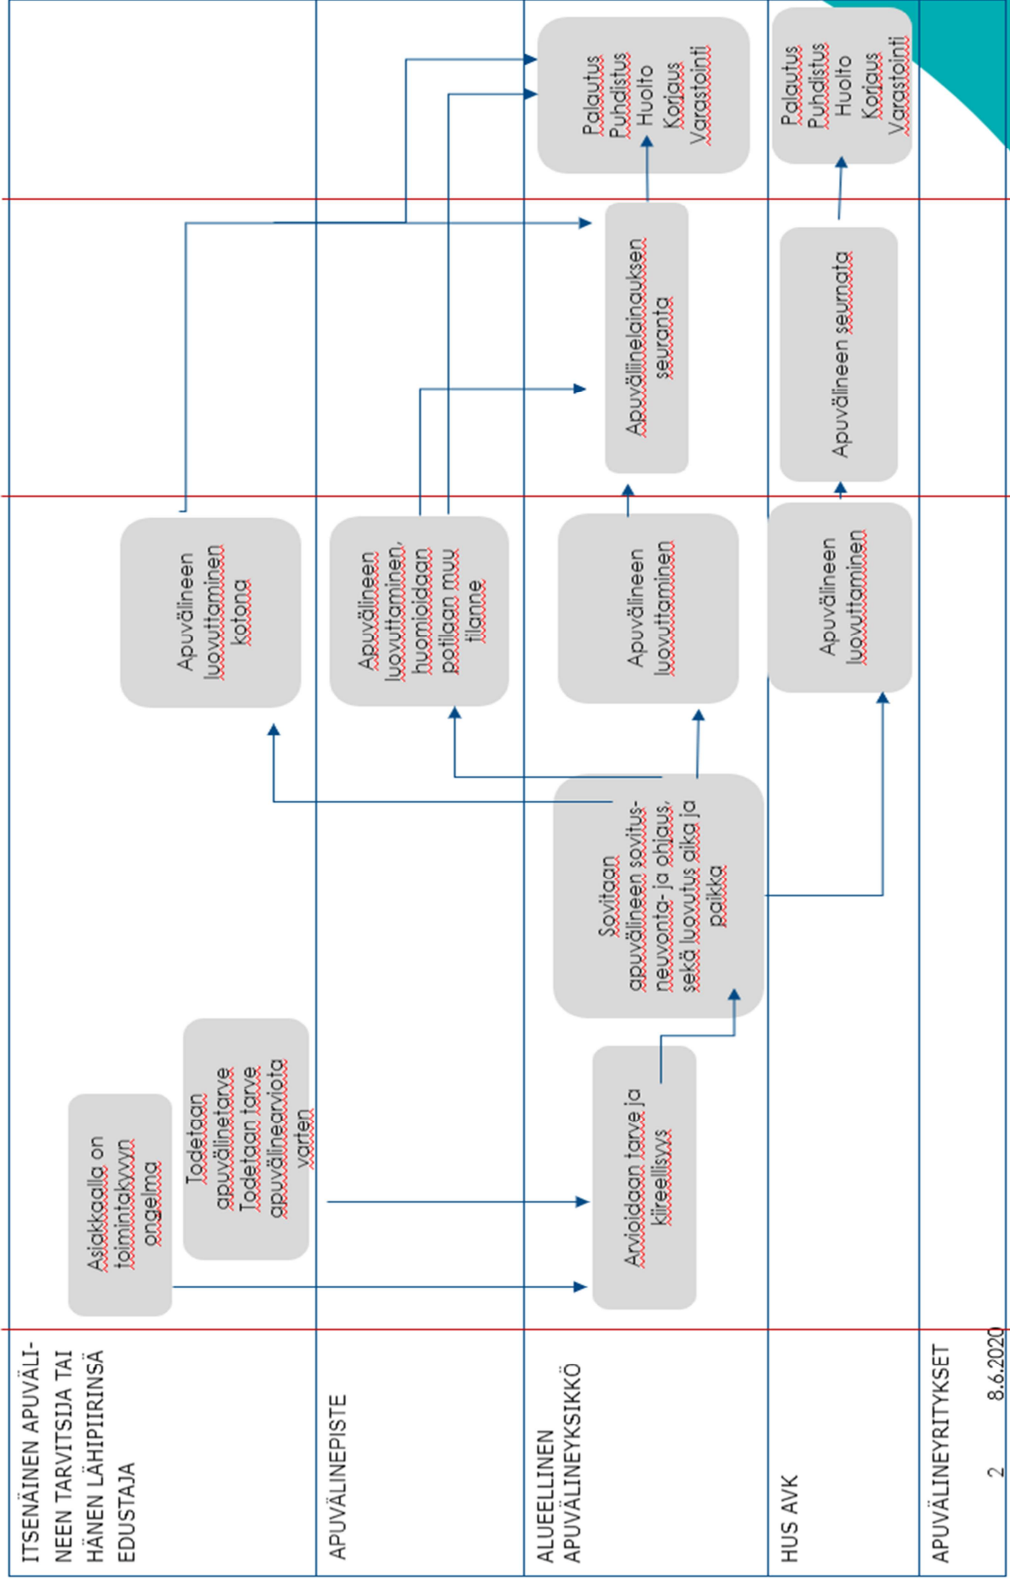 ITSENÄINEN APUVÄLI-
NEEN TARVITSIJA TAI
HÄNEN LÄHIPIIRINSÄ
EDUSTAJA
Asiakkaalla on
toimintakyvyn
ongelma
Todetaan
apuvälinetarve
Todetaan tarve
apuvälinearviota
varten
Apuvälineen
luovuttaminen
kotona
APUVÄLINEPISTE
Apuvälineen
luovuttaminen,
huomioidaan
potilaan muu
tilanne
ALUEELLINEN
APUVÄLINEYKSIKKÖ
Arvioidaan tarve ja
kiireellisyys
Sovitaan
apuvälineen sovitus-
neuvonta- ja ohjaus,
sekä luovutus aika ja
paikka
Apuvälineen
luovuttaminen
Apuväliinelainauksen
seuranta
Palautus
Puhdistus
Huolto
Korjaus
Varastointi
HUS AVK
Apuvälineen
luovuttaminen
Apuvälineen seurnata
Palautus
Puhdistus
Huolto
Korjaus
Varastointi
APUVÄLINEYRITYKSET
2 8.6.2020